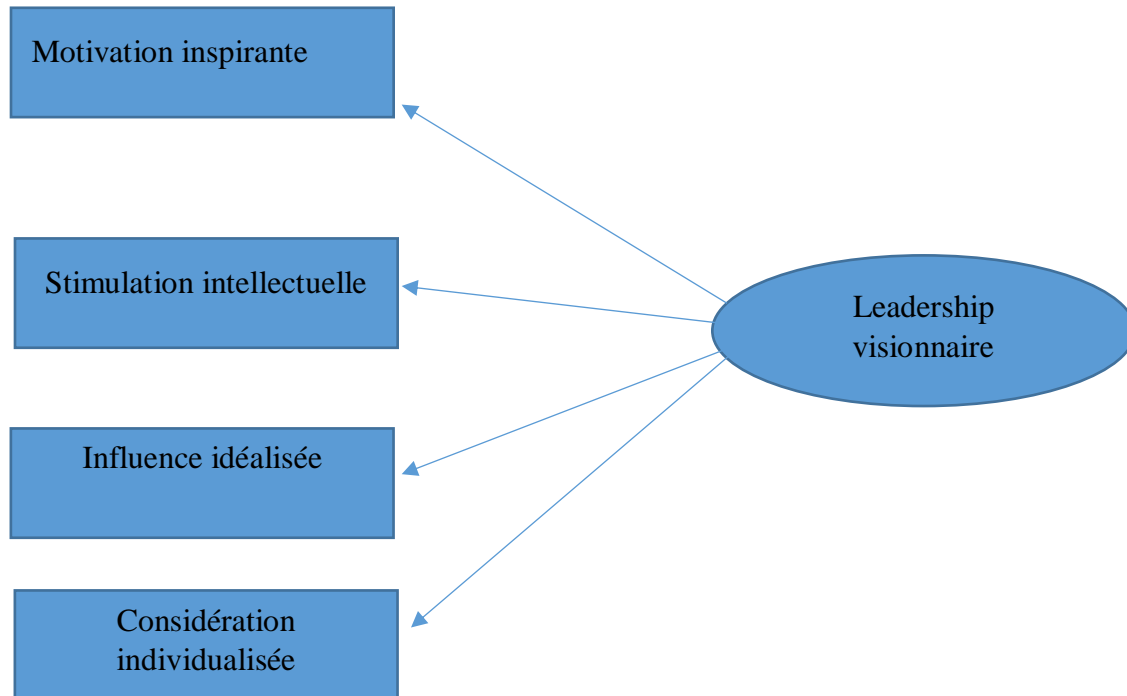 Motivation inspirante
Stimulation intellectuelle
Leadership
visionnaire
Influence idéalisée
Considération
individualisée